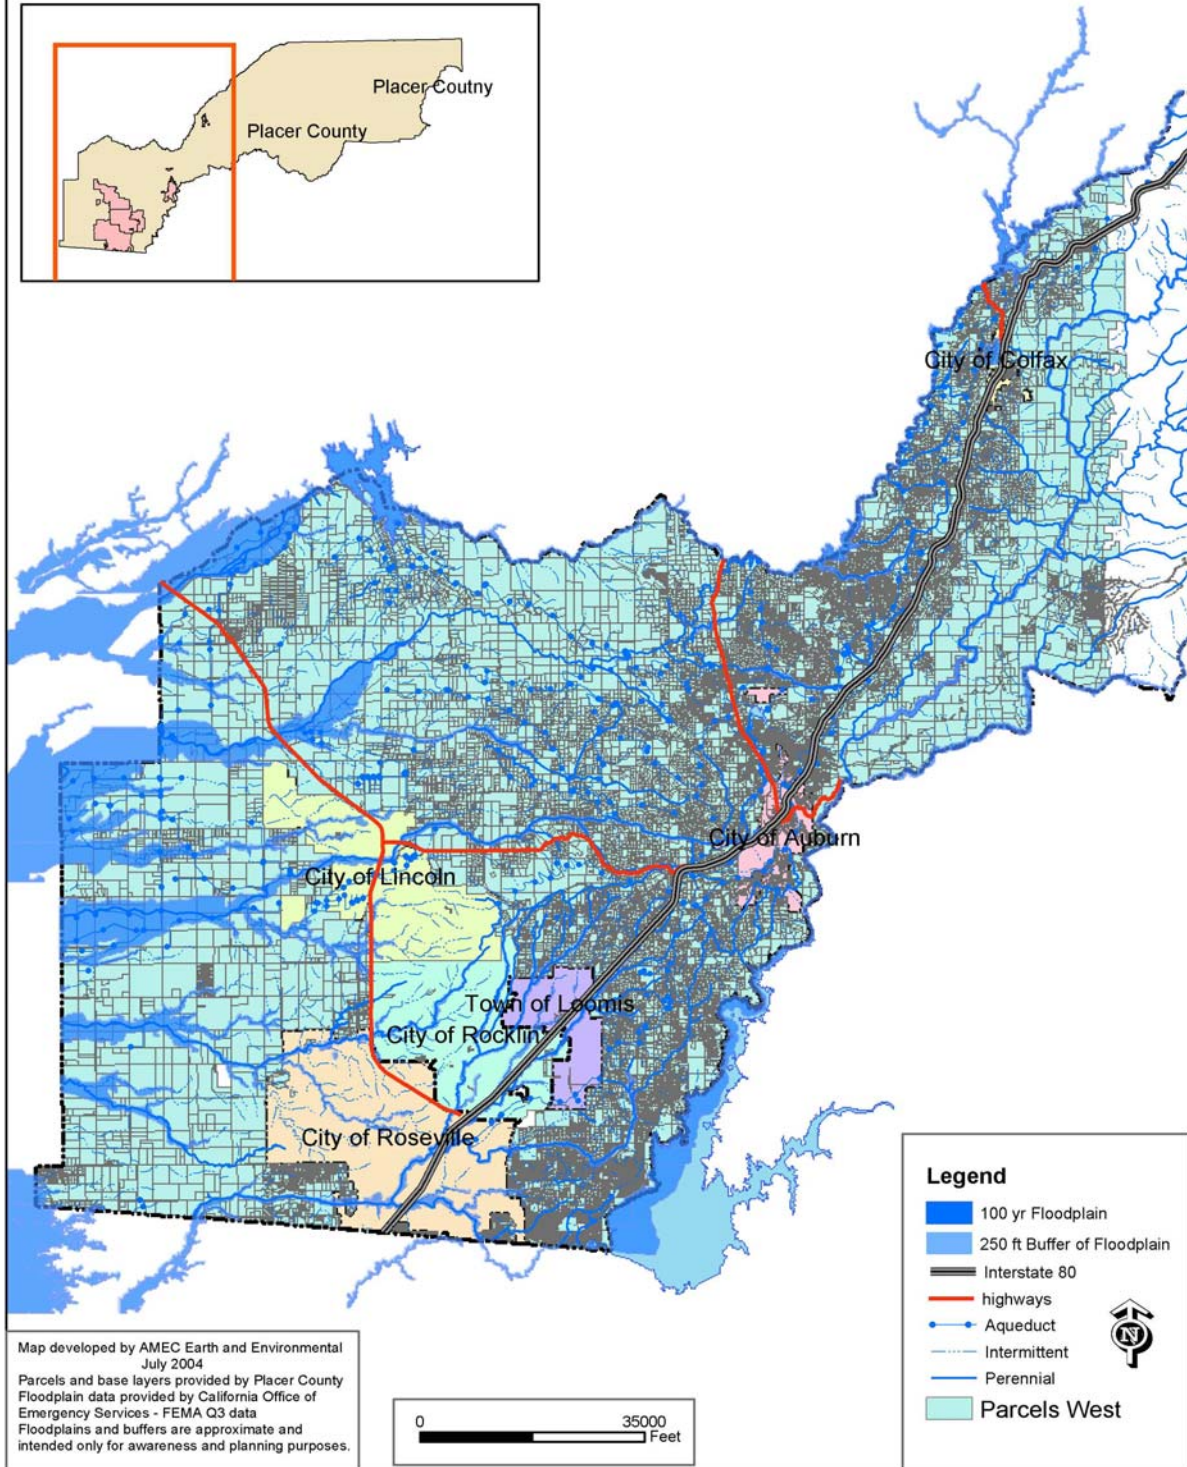 Placer Coutny
Placer County
City of Colfax
City of Auburn
City of Lincoln
Town of Loomis
City of Rocklin
City of Roseville
Legend
100 yr Floodplain
250 ft Buffer of Floodplain
Interstate 80
highways
Aqueduct
Intermittent
Perennial
Parcels West
N
Map developed by AMEC Earth and Environmental
July 2004
Parcels and base layers provided by Placer County
Floodplain data provided by California Office of
Emergency Services - FEMA Q3 data
Floodplains and buffers are approximate and
intended only for awareness and planning purposes.
0 35000
Feet